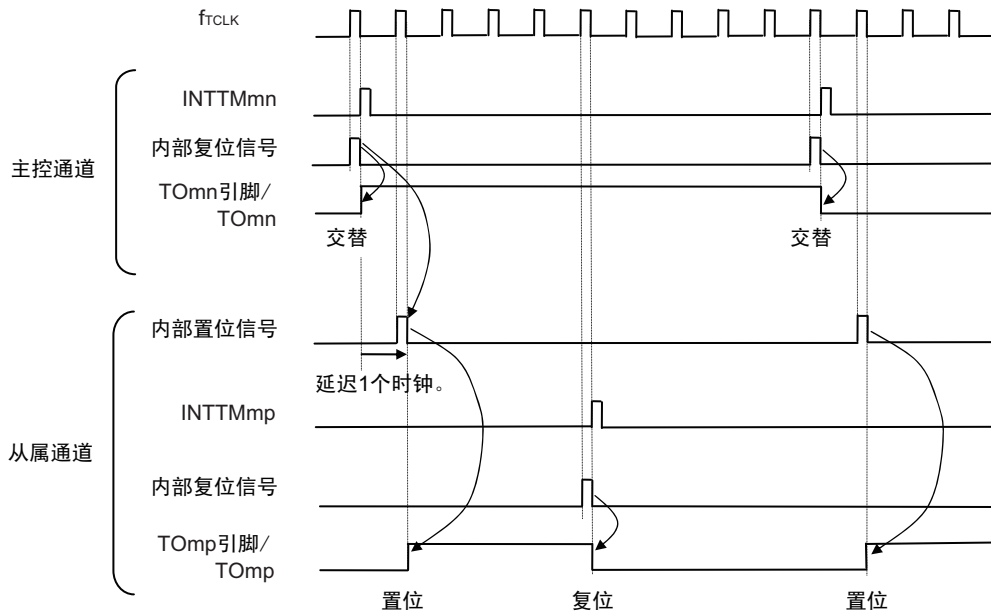 fTCLK
INTTMmn
内部复位信号
主控通道
TOmn引脚/
TOmn
交替
交替
内部置位信号
延迟1个时钟。
INTTMmp
从属通道
内部复位信号
TOmp引脚/
TOmp
置位
复位
置位